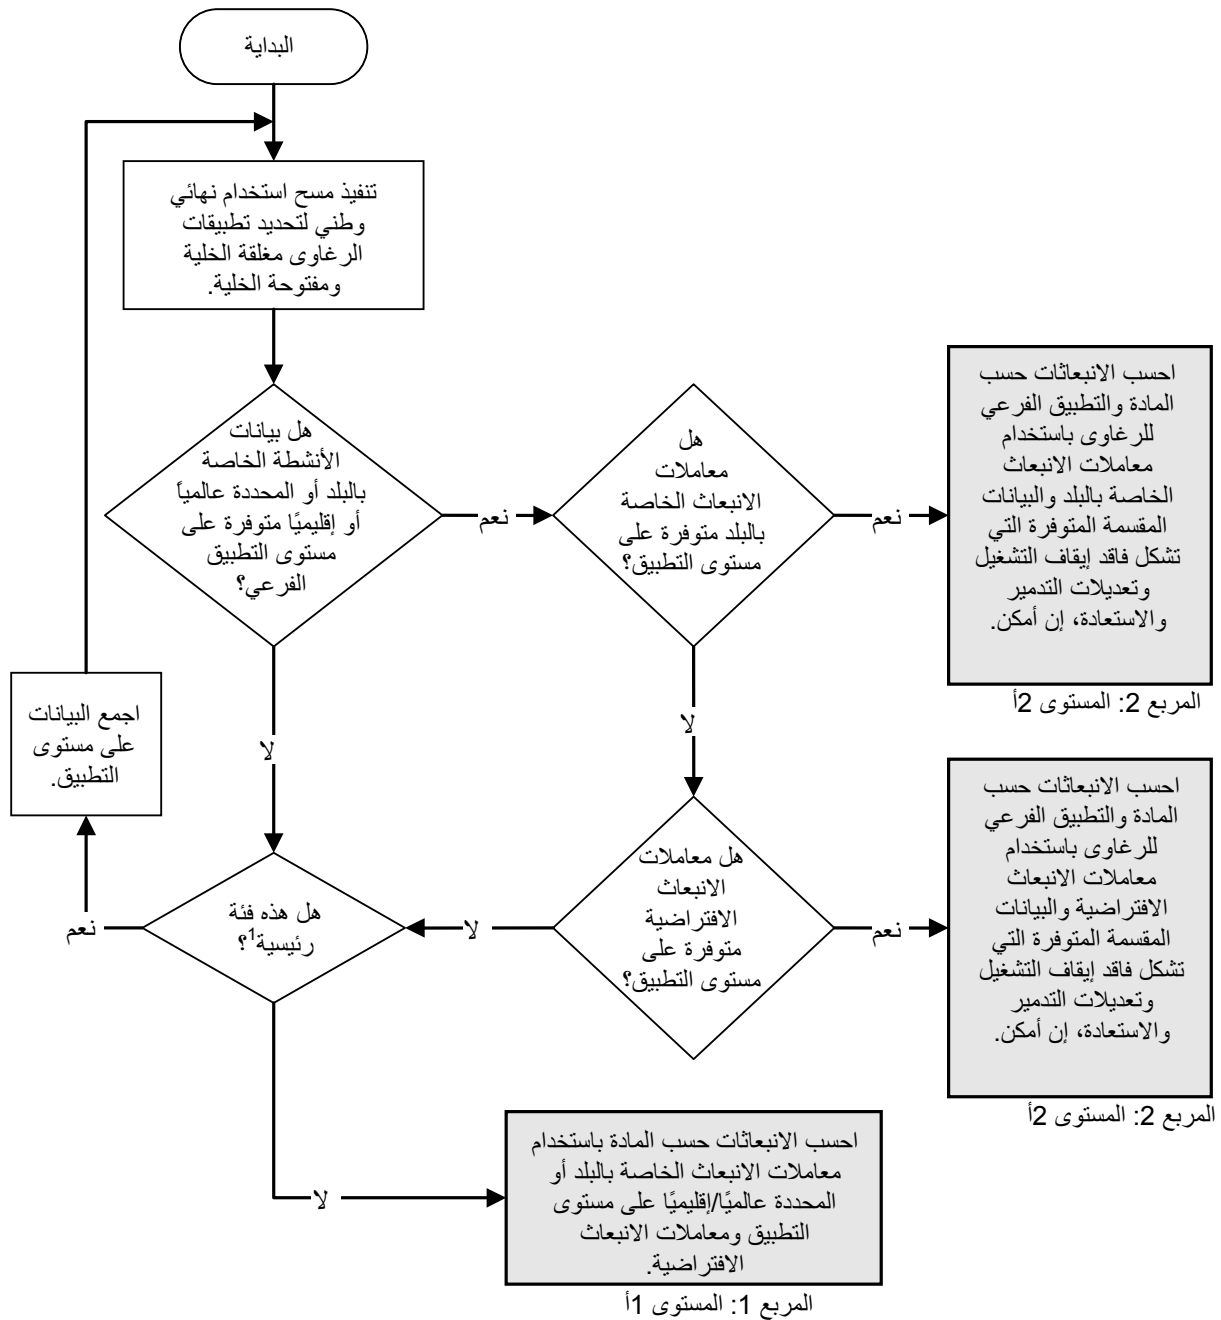 البداية
تنفيذ مسح استخدام نهائي
وطني لتحديد تطبيقات
الرغاوى مغلقة الخلية
ومفتوحة الخلية.
هل بيانات
الأنشطة الخاصة
بالبلد أو المحددة عالمياً
أو إقليميًا متوفرة على
مستوى التطبيق
الفرعي؟
نعم
هل
معاملات
الانبعاث الخاصة
بالبلد متوفرة على
مستوى التطبيق؟
نعم
احسب الانبعاثات حسب
المادة والتطبيق الفرعي
للرغاوى باستخدام
معاملات الانبعاث
الخاصة بالبلد والبيانات
المقسمة المتوفرة التي
تشكل فاقد إيقاف التشغيل
وتعديلات التدمير
والاستعادة، إن أمكن.
المربع 2: المستوى 2أ
لا
لا
اجمع البيانات
على مستوى
التطبيق.
هل معاملات
الانبعاث
الافتراضية
متوفرة على
مستوى التطبيق؟
نعم
احسب الانبعاثات حسب
المادة والتطبيق الفرعي
للرغاوى باستخدام
معاملات الانبعاث
الافتراضية والبيانات
المقسمة المتوفرة التي
تشكل فاقد إيقاف التشغيل
وتعديلات التدمير
والاستعادة، إن أمكن.
المربع 2: المستوى 2أ
لا
هل هذه فئة
رئيسية1؟
نعم
لا
احسب الانبعاثات حسب المادة باستخدام
معاملات الانبعاث الخاصة بالبلد أو
المحددة عالميًا/إقليميًا على مستوى
التطبيق ومعاملات الانبعاث
الافتراضية.
المربع 1: المستوى 1أ